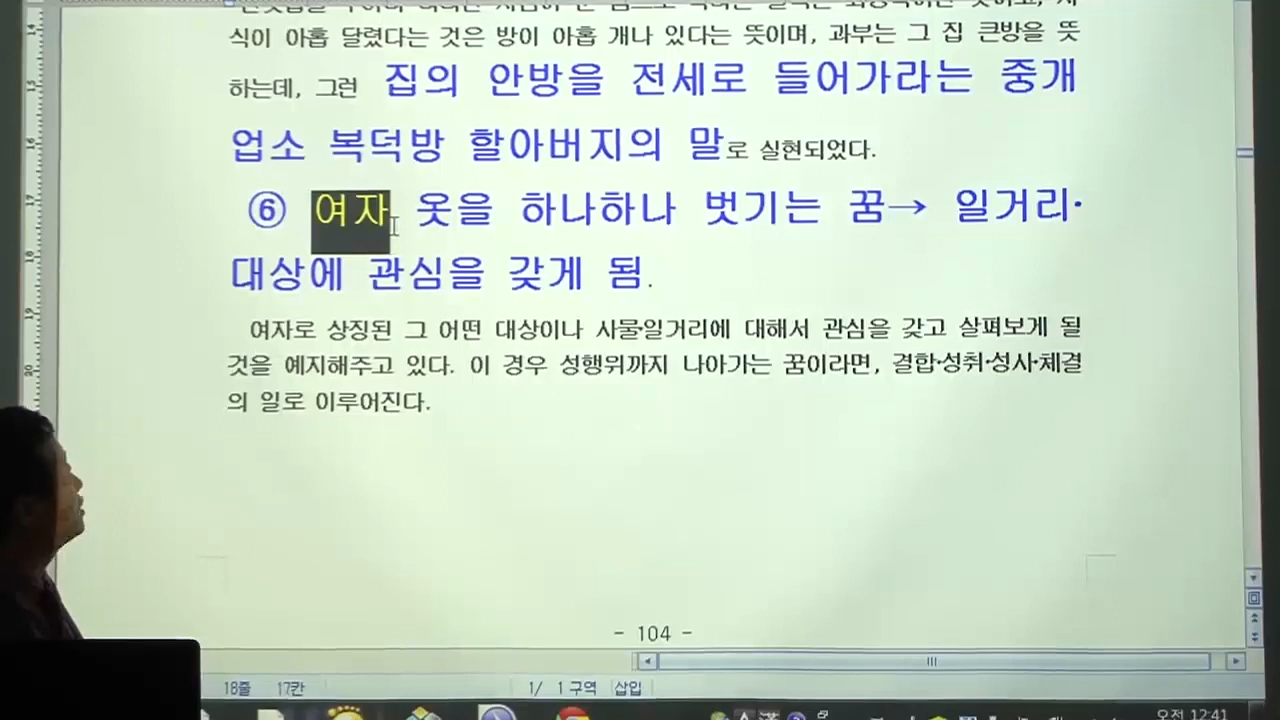 식이 아홉 달렸다는 것은 방이 아홉 개나 있다는 뜻이며, 과부는 그 집 큰방을 뜻
하는데, 그런 집의 안방을 전세로 들어가라는 중개
업소 복덕방 할아버지의 말로 실현되었다.
⑥ 여자 옷을 하나하나 벗기는 꿈→ 일거리·
대상에 관심을 갖게 됨.
여자로 상징된 그 어떤 대상이나 사물·일거리에 대해서 관심을 갖고 살펴보게 될
것을 예지해주고 있다. 이 경우 성행위까지 나아가는 꿈이라면, 결합·성취·성사·체결
의 일로 이루어진다.
- 104 -
18줄 17칸 1/ 1 구역 삽입
오전 12:41